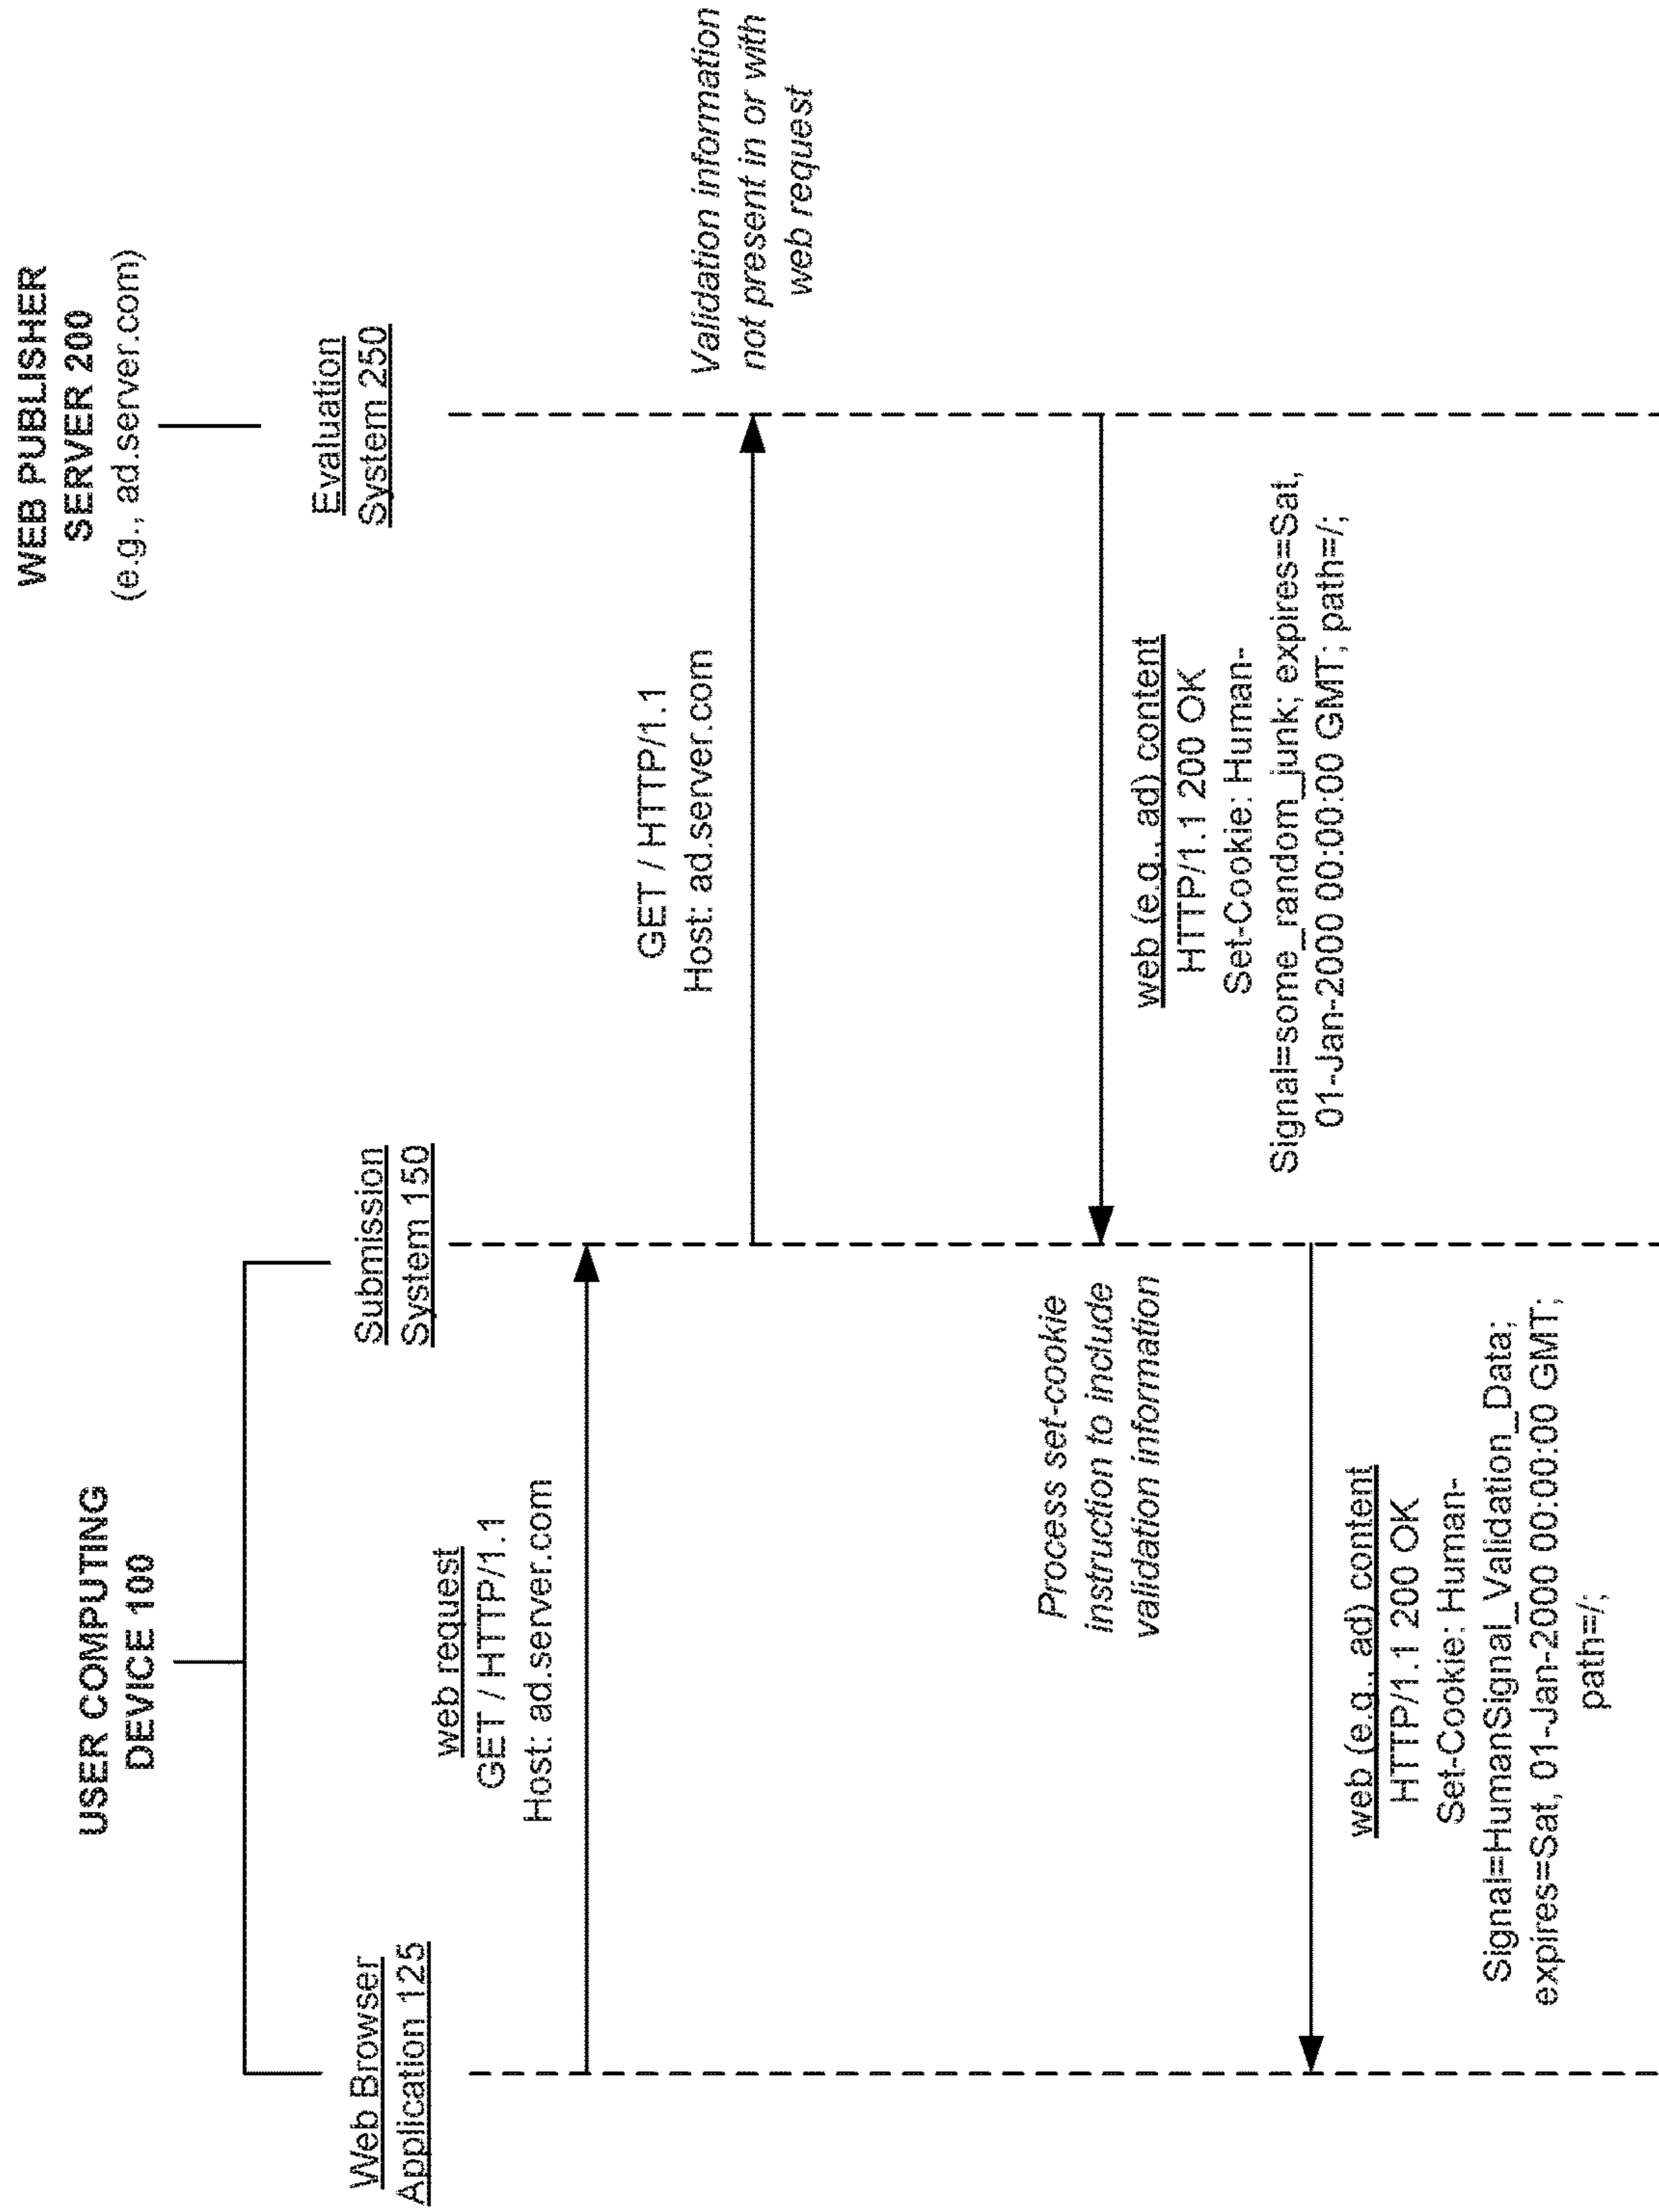 USER COMPUTING
DEVICE 100
WEB PUBLISHER
SERVER 200
(e.g., ad.server.com)
Web Browser
Application 125
Submission
System 150
Evaluation
System 250
web request
GET / HTTP/1.1
Host: ad.server.com
GET / HTTP/1.1
Host: ad.server.com
Validation information
not present in or with
web request
Process set-cookie
instruction to include
validation information
web (e.g., ad) content
HTTP/1.1 200 OK
Set-Cookie: Human-
Signal=some_random_junk; expires=Sat,
01-Jan-2000 00:00:00 GMT; path=/;
web (e.g., ad) content
HTTP/1.1 200 OK
Set-Cookie: Human-
Signal=HumanSignal_Validation_Data;
expires=Sat, 01-Jan-2000 00:00:00 GMT;
path=/;